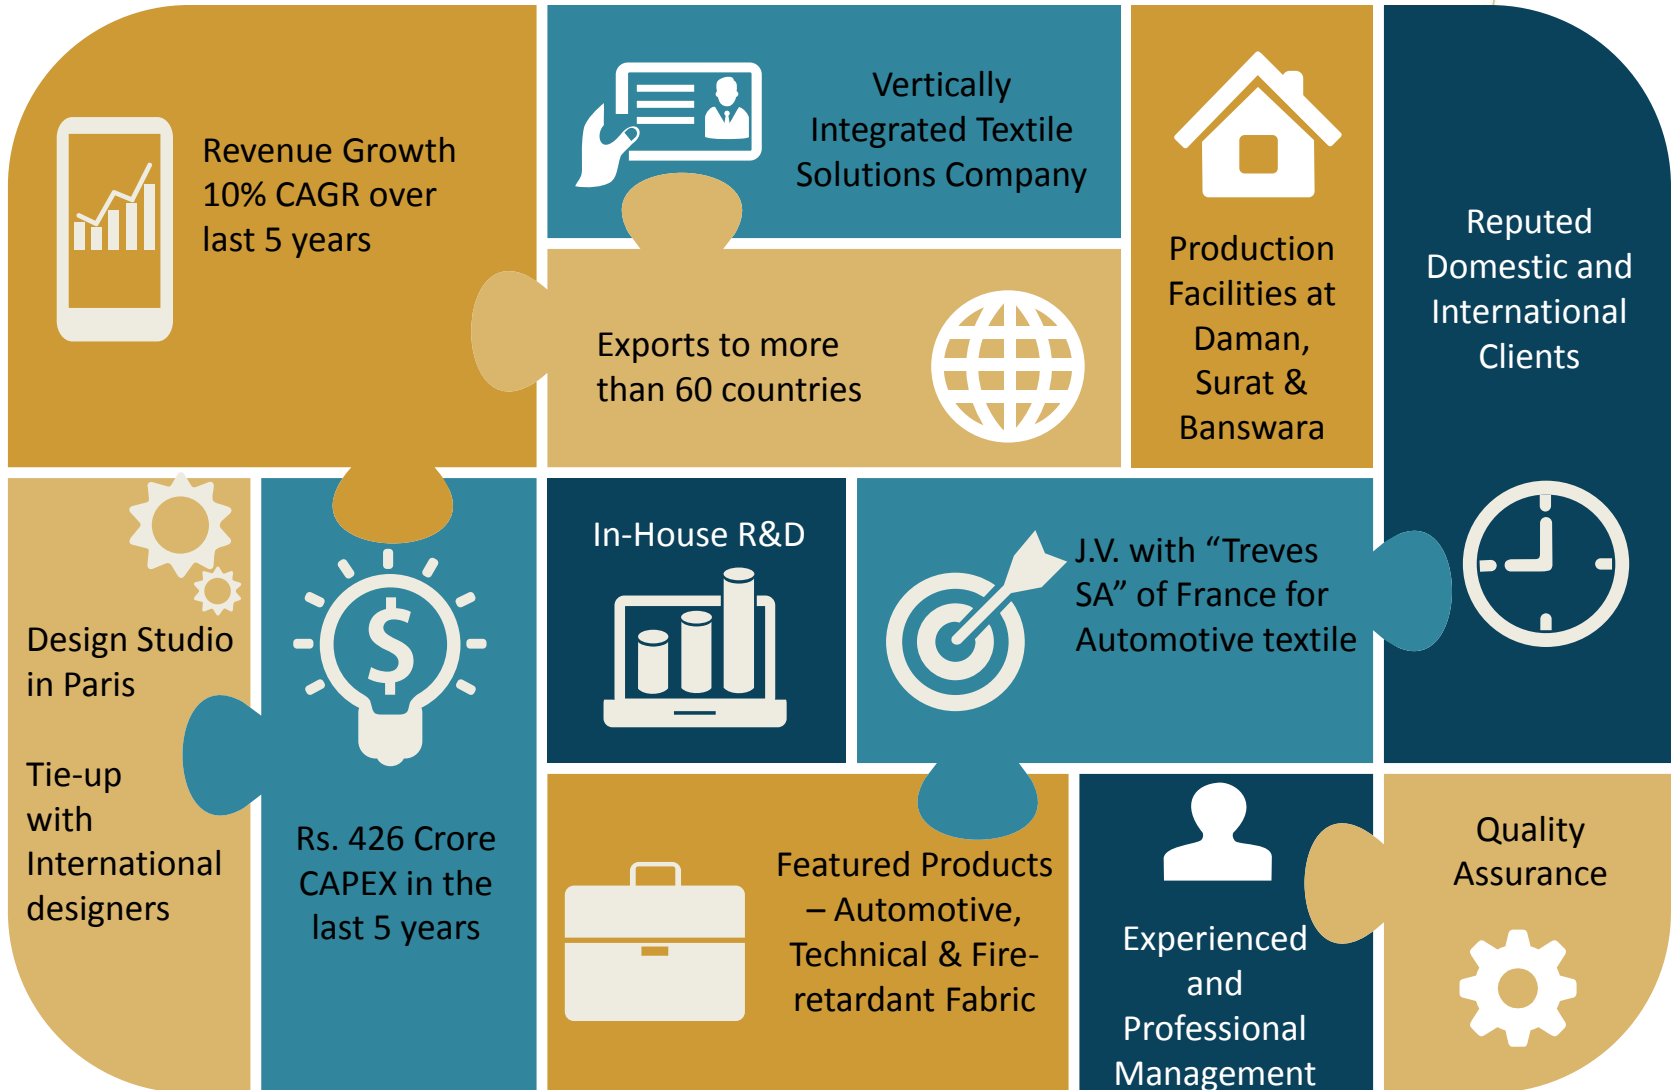 Revenue Growth
10% CAGR over
last 5 years
Vertically
Integrated Textile
Solutions Company
Exports to more
than 60 countries
Production
Facilities at
Daman,
Surat &
Banswara
Reputed
Domestic and
International
Clients
Design Studio
in Paris
Tie-up
with
International
designers
$
Rs. 426 Crore
CAPEX in the
last 5 years
In-House R&D
J.V. with “Treves
SA” of France for
Automotive textile
Featured Products
– Automotive,
Technical & Fire-
retardant Fabric
Experienced
and
Professional
Management
Quality
Assurance